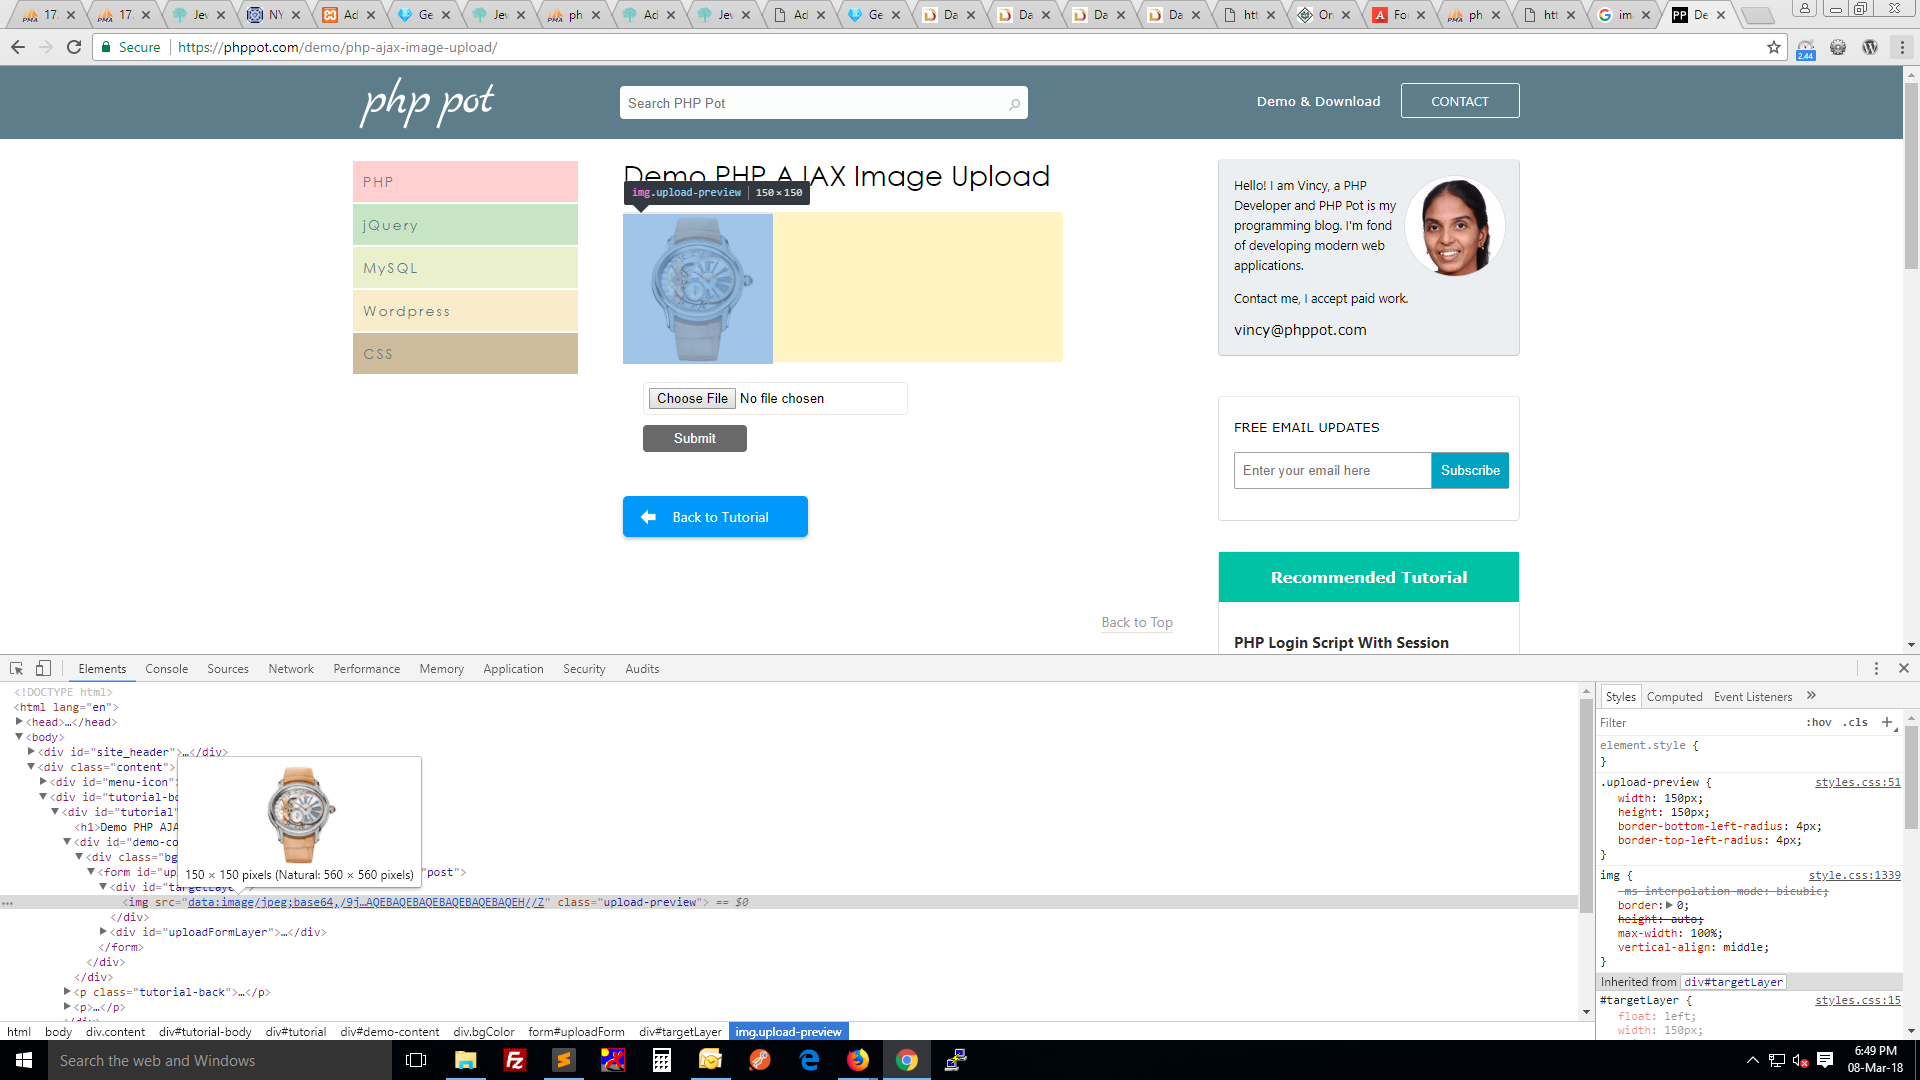 17
17
Jev
NY
Ad
Ge
Jev
ph
Ad
Jev
Ad
Ge
Da
Da
Da
Da
htt
On
Fo
ph
htt
im
De
Secure
https://phppot.com/demo/php-ajax-image-upload/
2.44
php pot
Search PHP Pot
Demo & Download
CONTACT
PHP
jQuery
MySQL
Wordpress
CSS
Demo PHP AJAX Image Upload
img.upload-preview | 150 × 150
Choose File No file chosen
Submit
Back to Tutorial
Back to Top
Hello! I am Vincy, a PHP
Developer and PHP Pot is my
programming blog. I'm fond
of developing modern web
applications.
Contact me, I accept paid work.
vincy@phppot.com
FREE EMAIL UPDATES
Enter your email here
Subscribe
Recommended Tutorial
PHP Login Script With Session
Elements Console Sources Network Performance Memory Application Security Audits
<!DOCTYPE html>
<html lang="en">
<head>…</head>
<body>
<div id="site_header">…</div>
<div class="content">
<div id="menu-icon"
<div id="tutorial-bo
<div id="tutorial"
<h1>Demo PHP AJA
<div id="demo-co
<div class="bg
<form id="up "post">
<div id="targetLaye
150 × 150 pixels (Natural: 560 × 560 pixels)
<img src="data:image/jpeg;base64,/9j…AQEBAQEBAQEBAQEBAQEBAQEH//Z" class="upload-preview"> == $0
</div>
<div id="uploadFormLayer">…</div>
</form>
</div>
</div>
<p class="tutorial-back">…</p>
<p>…</p>
</div>
html body div.content div#tutorial-body div#tutorial div#demo-content div.bgColor form#uploadForm div#targetLayer img.upload-preview
Styles Computed Event Listeners »
Filter :hov .cls +
element.style {
}
.upload-preview { styles.css:51
width: 150px;
height: 150px;
border-bottom-left-radius: 4px;
border-top-left-radius: 4px;
}
img { style.css:1339
-ms-interpolation-mode: bicubic;
border: 0;
height: auto;
max-width: 100%;
vertical-align: middle;
}
Inherited from div#targetLayer
#targetLayer { styles.css:15
float: left;
width: 150px;
Search the web and Windows
6:49 PM
08-Mar-18